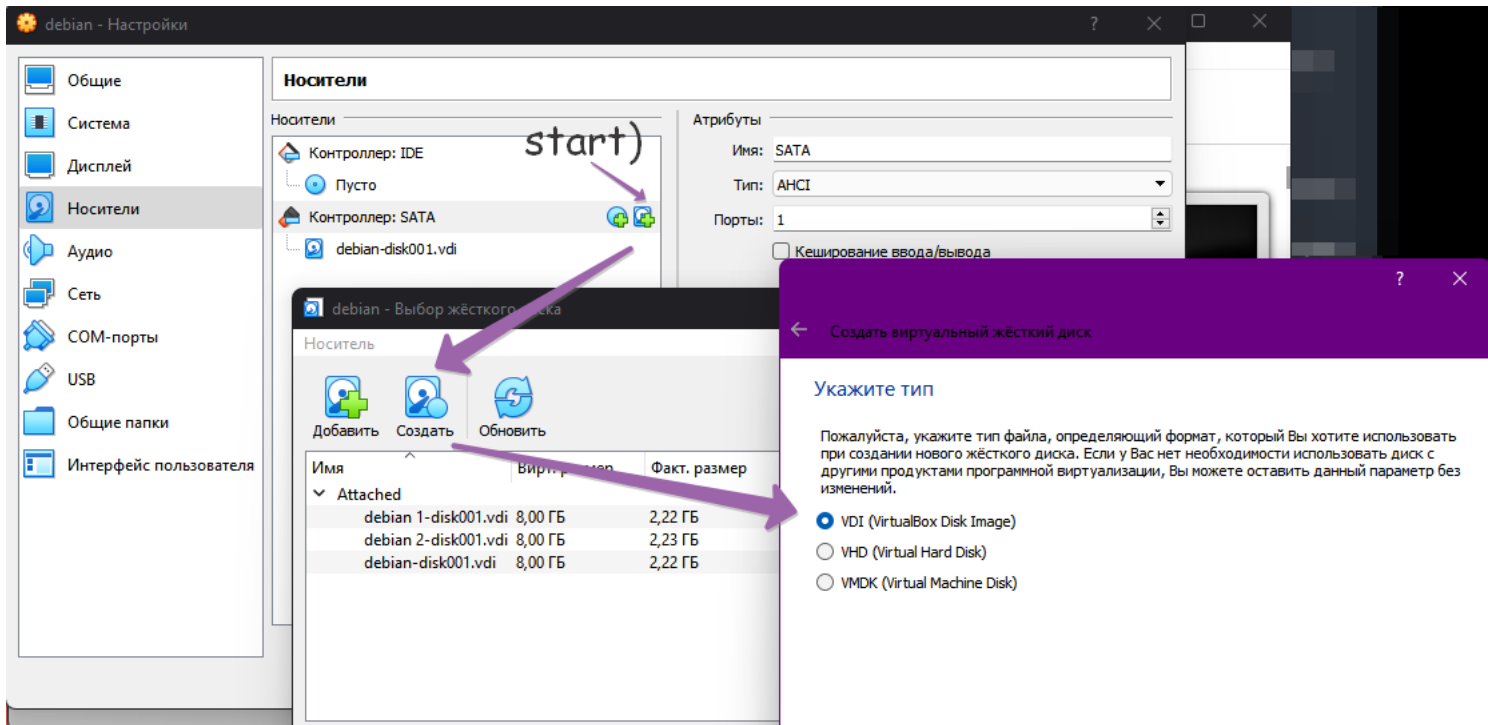 debian - Настройки
?
Общие
Система
Дисплей
Носители
Аудио
Сеть
COM-порты
USB
Общие папки
Интерфейс пользователя
Носители
Носители
start)
Контроллер: IDE
Пусто
Контроллер: SATA
debian-disk001.vdi
Атрибуты
Имя: SATA
Тип: AHCI
Порты: 1
Кеширование ввода/вывода
debian - Выбор жёсткого диска
Носитель
Добавить Создать Обновить
Имя Вирт. размер Факт. размер
Attached
debian 1-disk001.vdi 8,00 ГБ 2,22 ГБ
debian 2-disk001.vdi 8,00 ГБ 2,23 ГБ
debian-disk001.vdi 8,00 ГБ 2,22 ГБ
?
Создать виртуальный жёсткий диск
Укажите тип
Пожалуйста, укажите тип файла, определяющий формат, который Вы хотите использовать
при создании нового жёсткого диска. Если у Вас нет необходимости использовать диск с
другими продуктами программной виртуализации, Вы можете оставить данный параметр без
изменений.
VDI (VirtualBox Disk Image)
VHD (Virtual Hard Disk)
VMDK (Virtual Machine Disk)